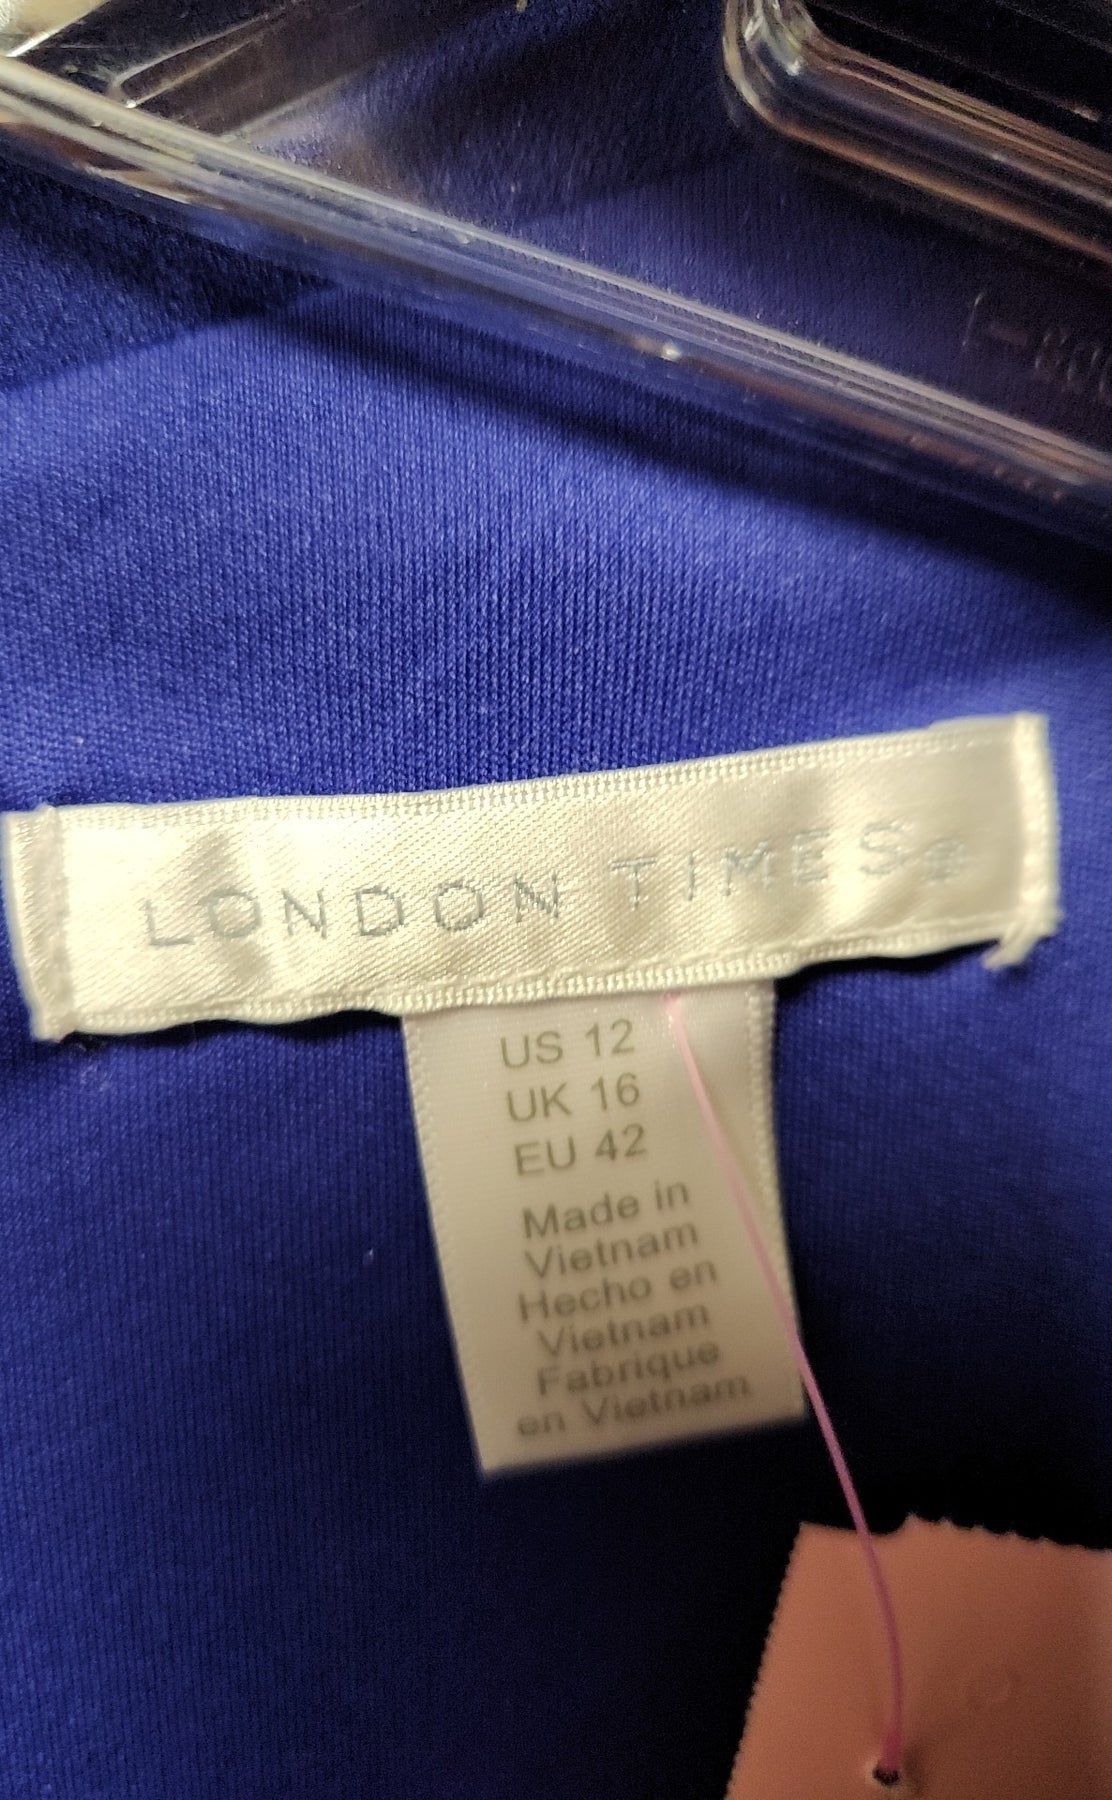 LONDON TIMES®
US 12
UK 16
EU 42
Made in
Vietnam
Hecho en
Vietnam
Fabrique
en Vietnam